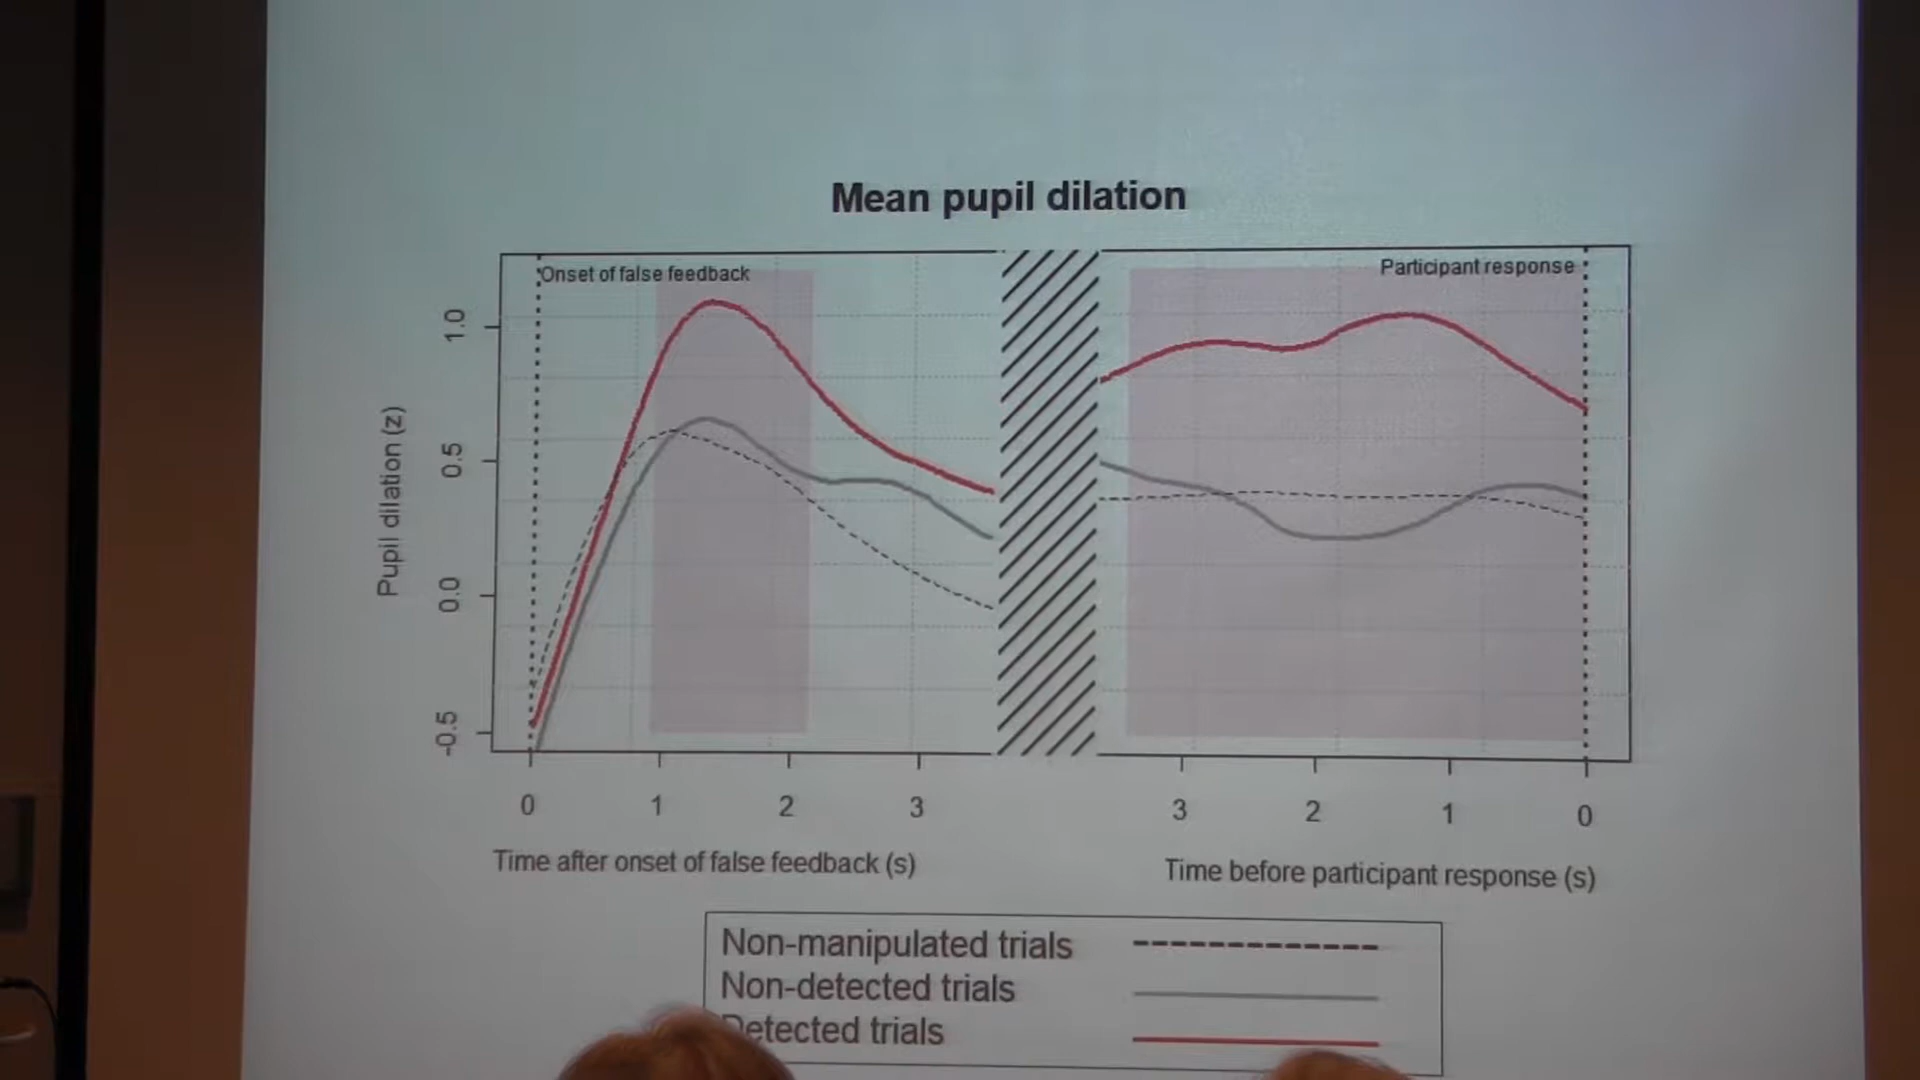 Mean pupil dilation
Onset of false feedback
Participant response
Pupil dilation (z)
1.0
0.5
0.0
-0.5
0 1 2 3
3 2 1 0
Time after onset of false feedback (s)
Time before participant response (s)
Non-manipulated trials
Non-detected trials
Detected trials